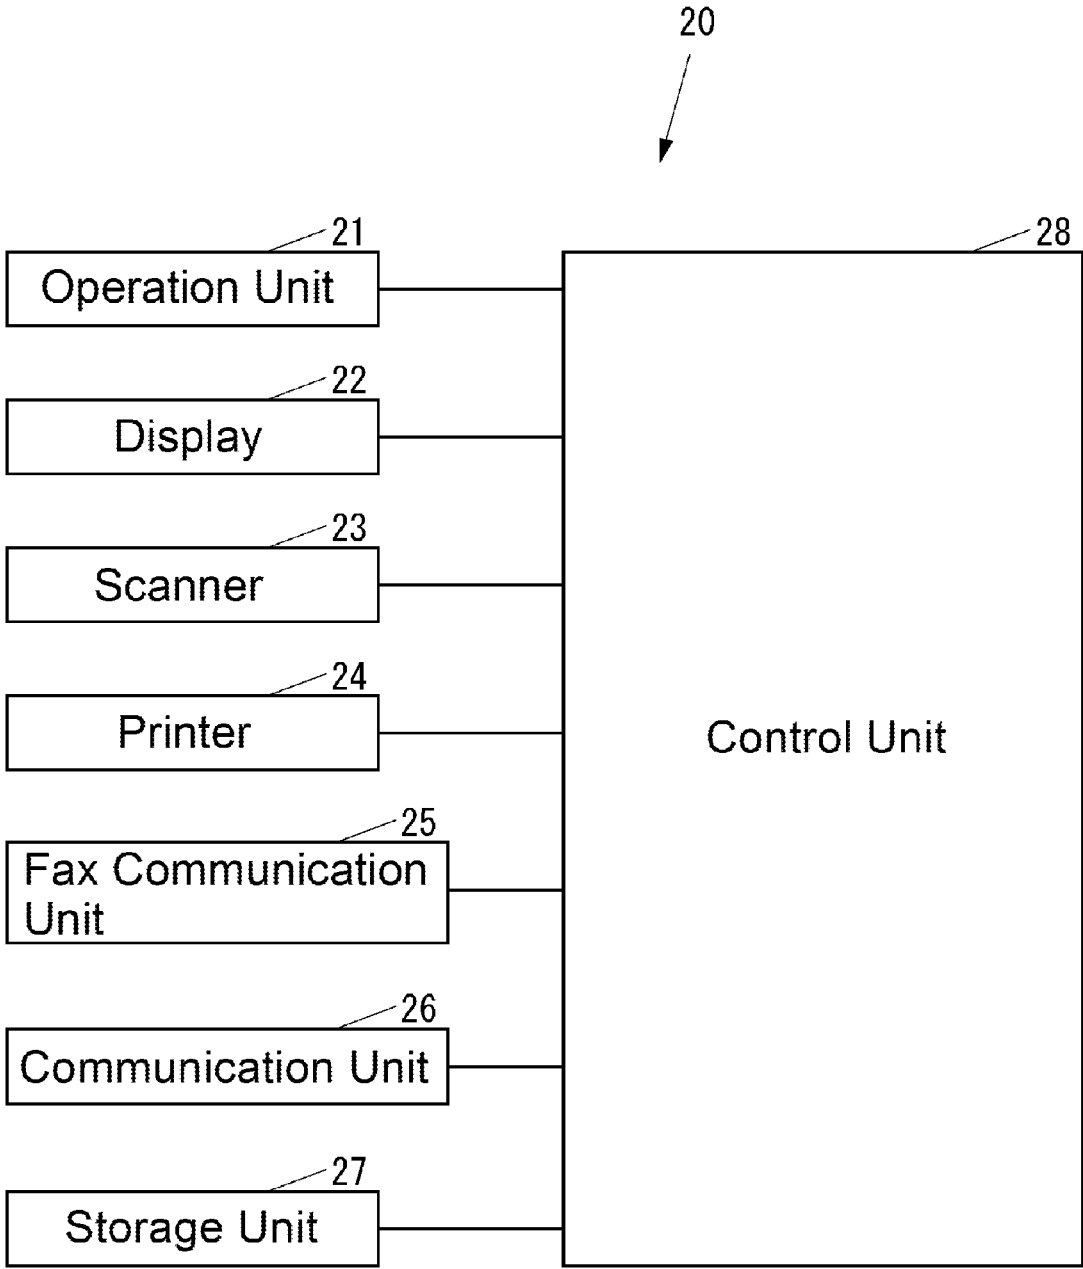 20
21
Operation Unit
22
Display
23
Scanner
24
Printer
25
Fax Communication
Unit
26
Communication Unit
27
Storage Unit
28
Control Unit